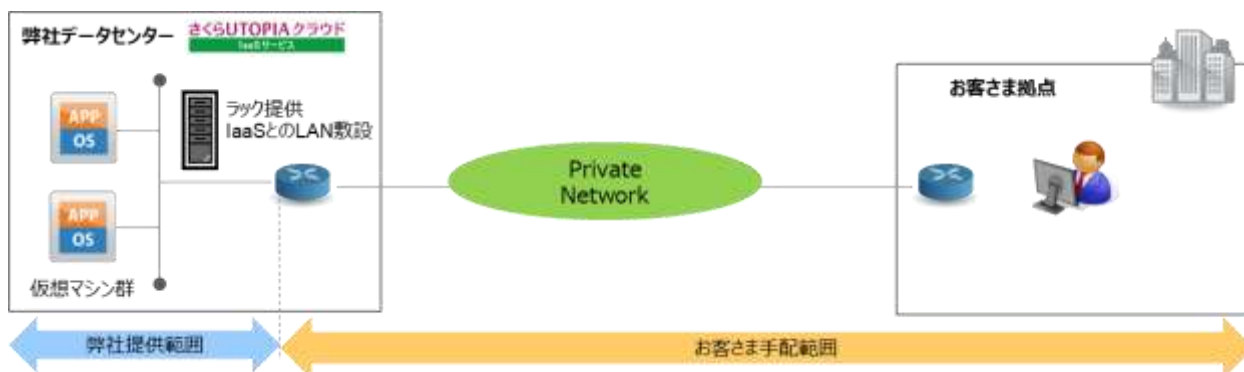 弊社データセンター
さくらUTOPIAクラウド
IaaSサービス
APP
OS
ラック提供
IaaSとのLAN敷設
APP
OS
仮想マシン群
Private
Network
お客さま拠点
弊社提供範囲
お客さま手配範囲